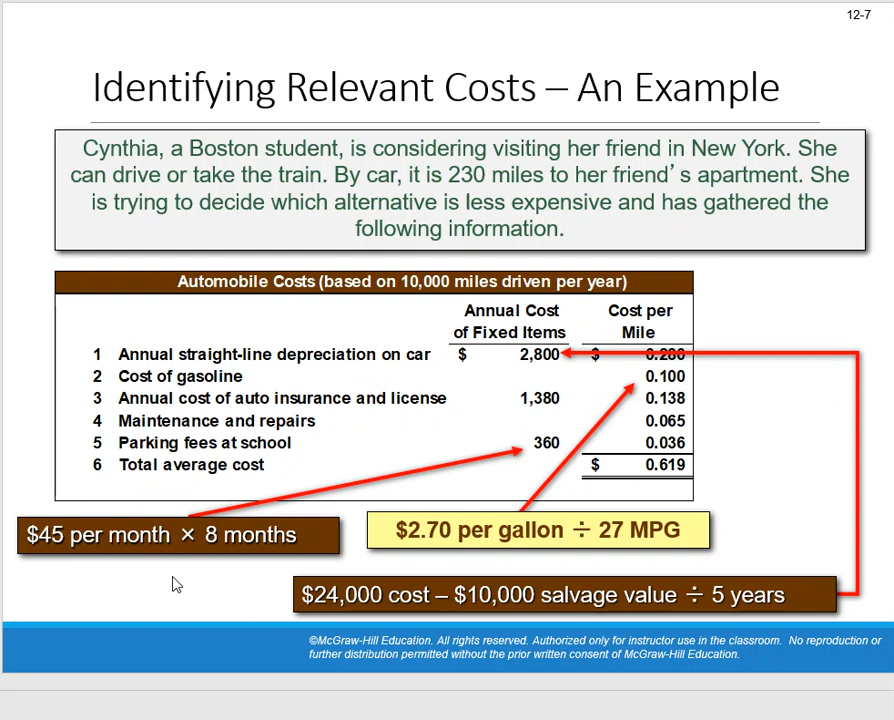 12-7
Identifying Relevant Costs – An Example
Cynthia, a Boston student, is considering visiting her friend in New York. She
can drive or take the train. By car, it is 230 miles to her friend’s apartment. She
is trying to decide which alternative is less expensive and has gathered the
following information.
Automobile Costs (based on 10,000 miles driven per year)
Annual Cost Cost per
of Fixed Items Mile
1 Annual straight-line depreciation on car $ 2,800 $ 0.280
2 Cost of gasoline 0.100
3 Annual cost of auto insurance and license 1,380 0.138
4 Maintenance and repairs 0.065
5 Parking fees at school 360 0.036
6 Total average cost $ 0.619
$45 per month × 8 months
$2.70 per gallon ÷ 27 MPG
$24,000 cost – $10,000 salvage value ÷ 5 years
©McGraw-Hill Education. All rights reserved. Authorized only for instructor use in the classroom. No reproduction or
further distribution permitted without the prior written consent of McGraw-Hill Education.